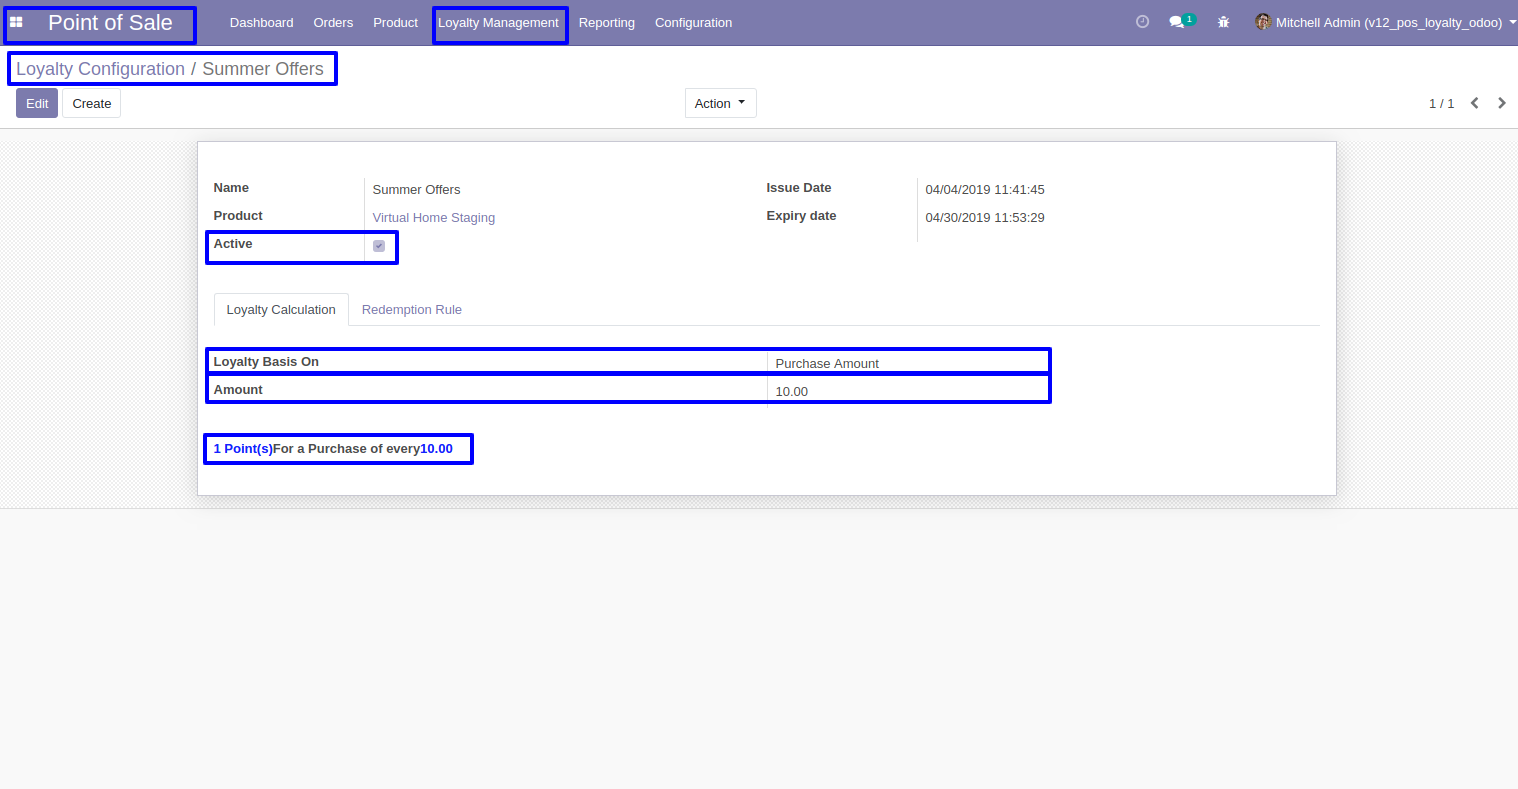 Point of Sale Dashboard Orders Product Loyalty Management Reporting Configuration 1 Mitchell Admin (v12_pos_loyalty_odoo)
Loyalty Configuration / Summer Offers
Edit Create Action 1 / 1
Name Summer Offers Issue Date 04/04/2019 11:41:45
Product Virtual Home Staging Expiry date 04/30/2019 11:53:29
Active
Loyalty Calculation Redemption Rule
Loyalty Basis On Purchase Amount
Amount 10.00
1 Point(s)For a Purchase of every10.00